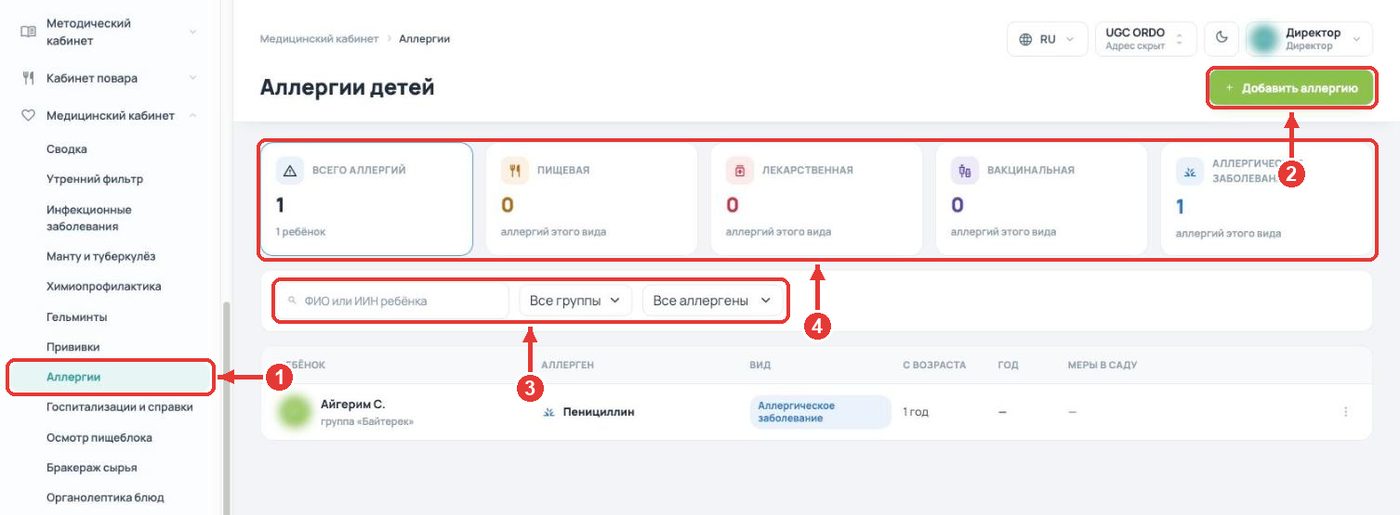 Методический
кабинет
Кабинет повара
Медицинский кабинет
Сводка
Утренний фильтр
Инфекционные
заболевания
Манту и туберкулёз
Химиопрофилактика
Гельминты
Прививки
Аллергии
Госпитализации и справки
Осмотр пищеблока
Бракераж сырья
Органолептика блюд
1
Медицинский кабинет > Аллергии
RU
UGC ORDO
Адрес скрыт
Директор
Директор
Аллергии детей
+ Добавить аллергию
2
ВСЕГО АЛЛЕРГИЙ
1
1 ребёнок
ПИЩЕВАЯ
0
аллергий этого вида
ЛЕКАРСТВЕННАЯ
0
аллергий этого вида
ВАКЦИНАЛЬНАЯ
0
аллергий этого вида
1
аллергий этого вида
ФИО или ИИН ребёнка
Все группы
Все аллергены
3
4
АЛЛЕРГЕН
ВИД
С ВОЗРАСТА
ГОД
МЕРЫ В САДУ
Айгерим С.
группа «Байтерек»
Пенициллин
Аллергическое
заболевание
1 год
—
—